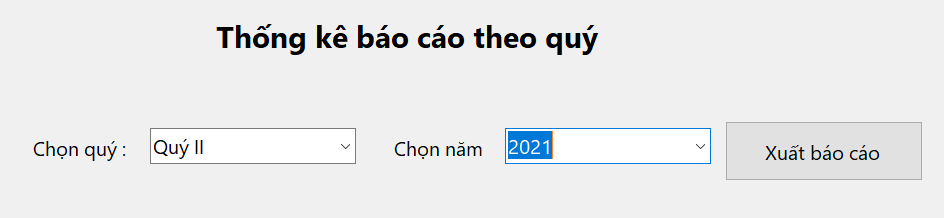 Thống kê báo cáo theo quý
Chọn quý : Quý II Chọn năm 2021 Xuất báo cáo